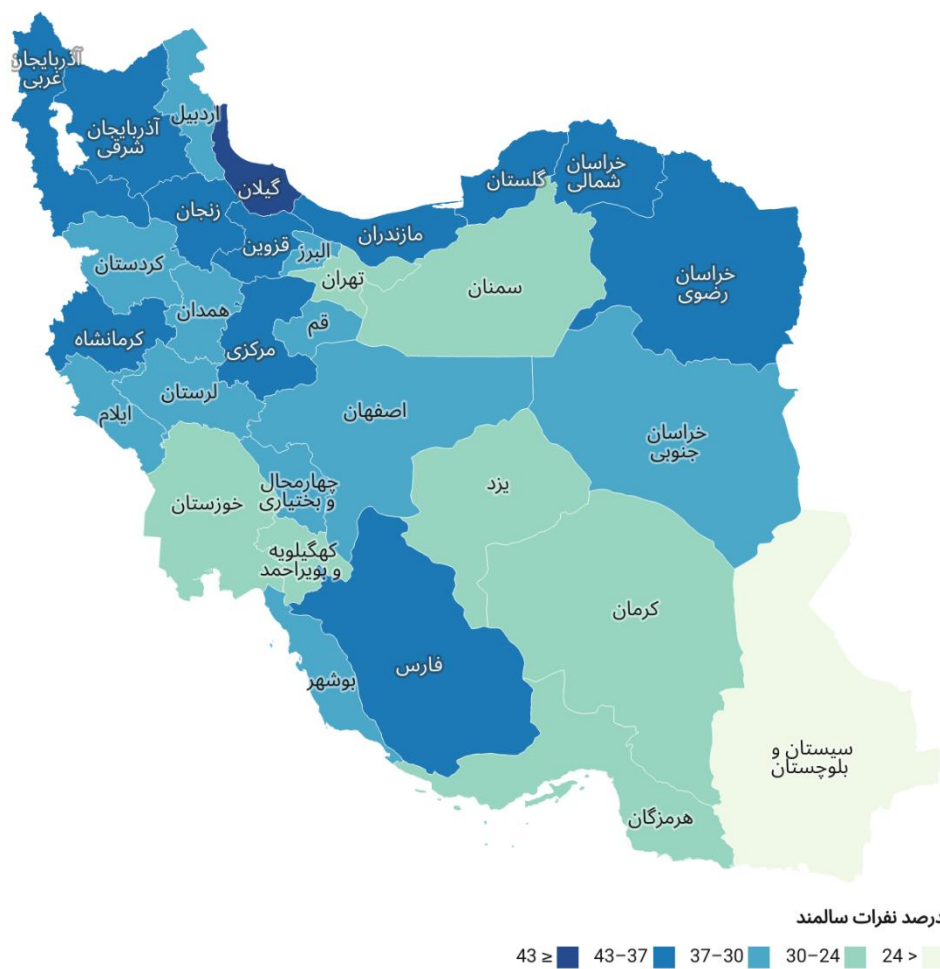 آذربایجان
غربی
آذربایجان
شرقی
اردبیل
گیلان
زنجان
قزوین
البرز
مازندران
گلستان
خراسان
شمالی
خراسان
رضوی
تهران
سمنان
کردستان
همدان
قم
مرکزی
کرمانشاه
لرستان
ایلام
اصفهان
خراسان
جنوبی
چهارمحال
و بختیاری
خوزستان
یزد
کهگیلویه
و بویراحمد
کرمان
فارس
بوشهر
سیستان و
بلوچستان
هرمزگان
درصد نفرات سالمند
24 > 30–24 37–30 43–37 43 ≤